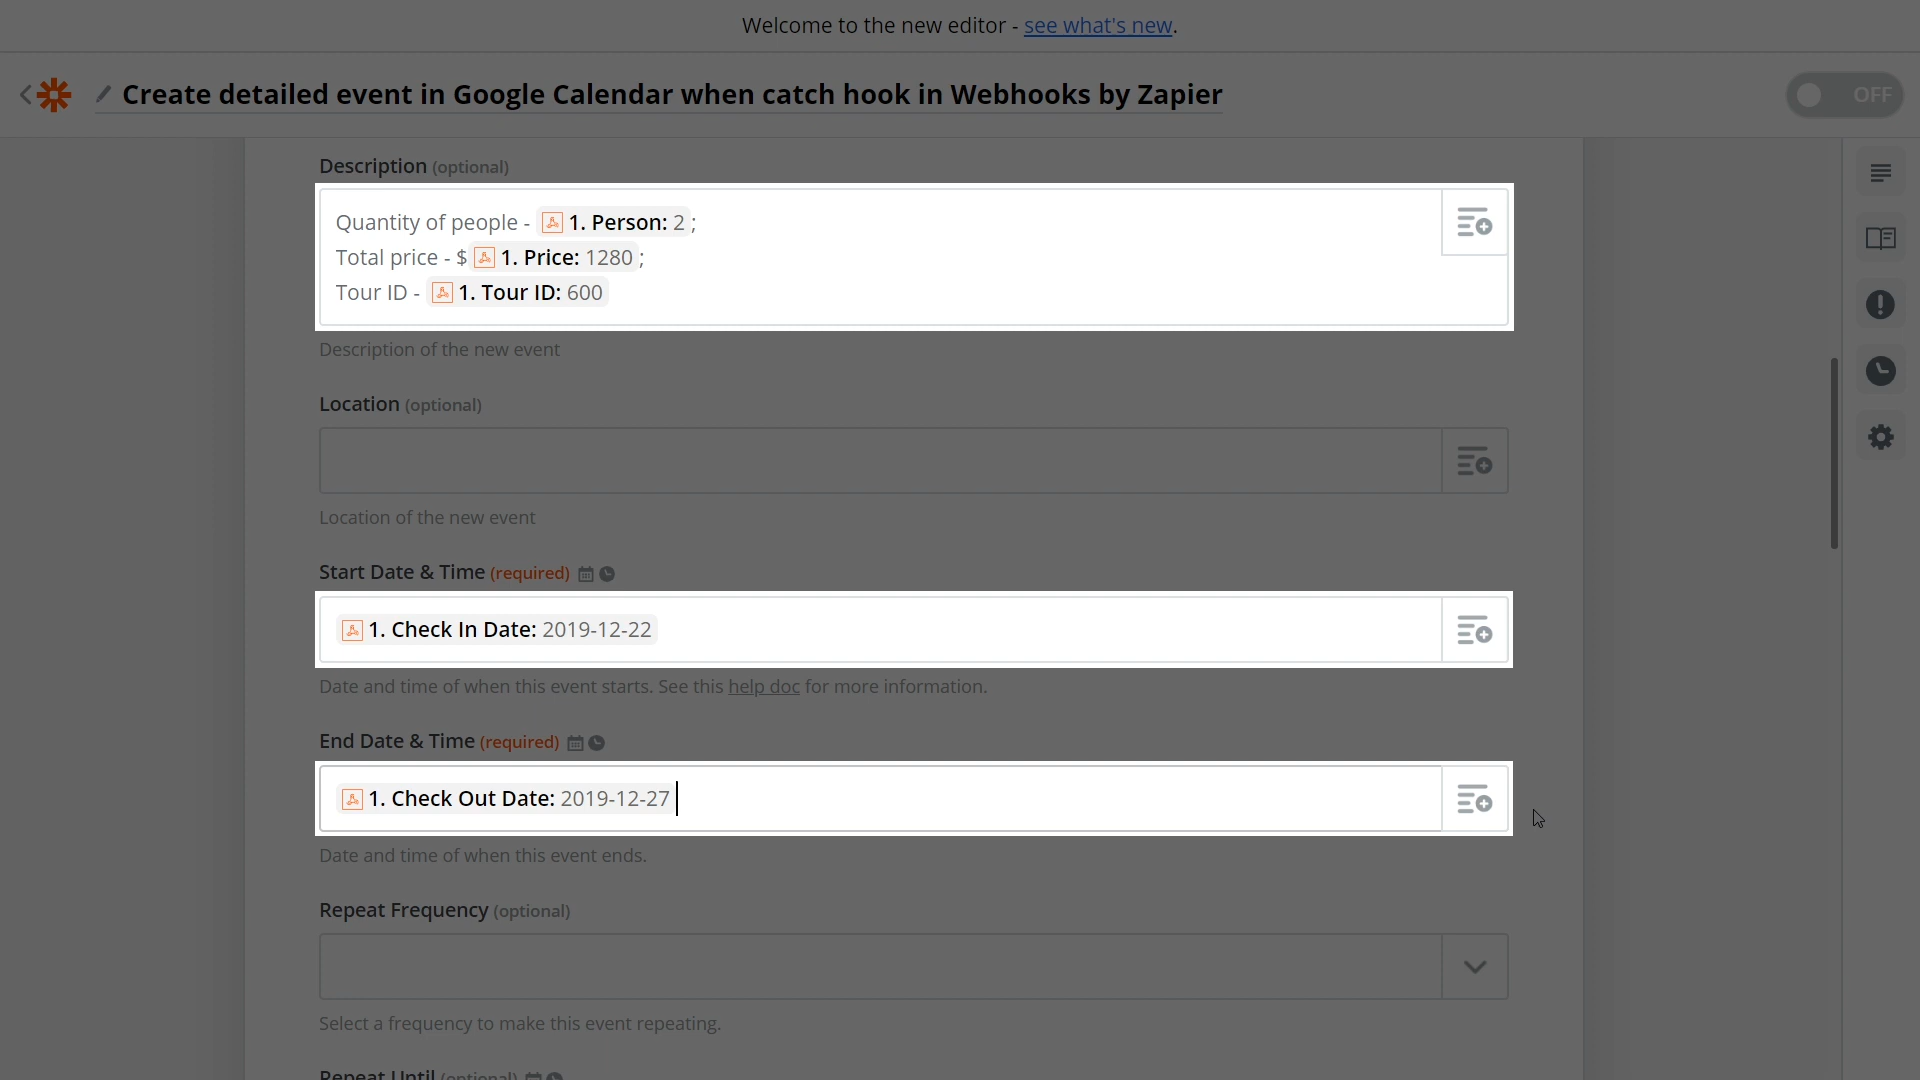 Welcome to the new editor - see what's new.
Create detailed event in Google Calendar when catch hook in Webhooks by Zapier
OFF
Description (optional)
Quantity of people - 1. Person: 2 ;
Total price - $ 1. Price: 1280 ;
Tour ID - 1. Tour ID: 600
Description of the new event
Location (optional)
Location of the new event
Start Date & Time (required)
1. Check In Date: 2019-12-22
Date and time of when this event starts. See this help doc for more information.
End Date & Time (required)
1. Check Out Date: 2019-12-27
Date and time of when this event ends.
Repeat Frequency (optional)
Select a frequency to make this event repeating.
Repeat Until (optional)